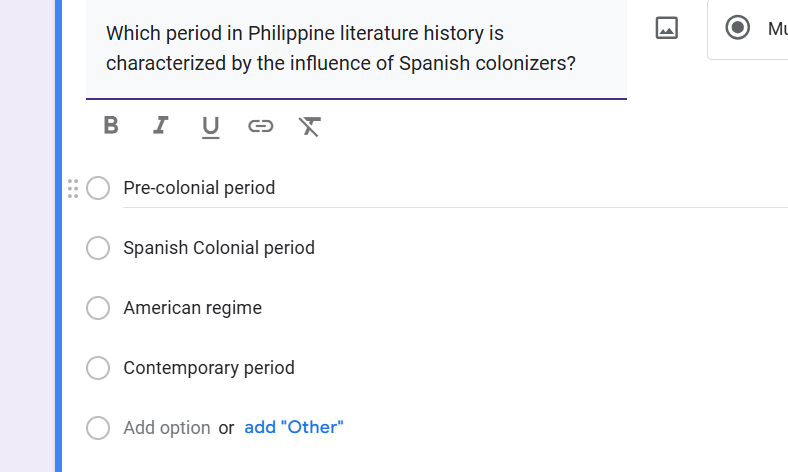 Which period in Philippine literature history is
characterized by the influence of Spanish colonizers?
B I U
Pre-colonial period
Spanish Colonial period
American regime
Contemporary period
Add option or add "Other"